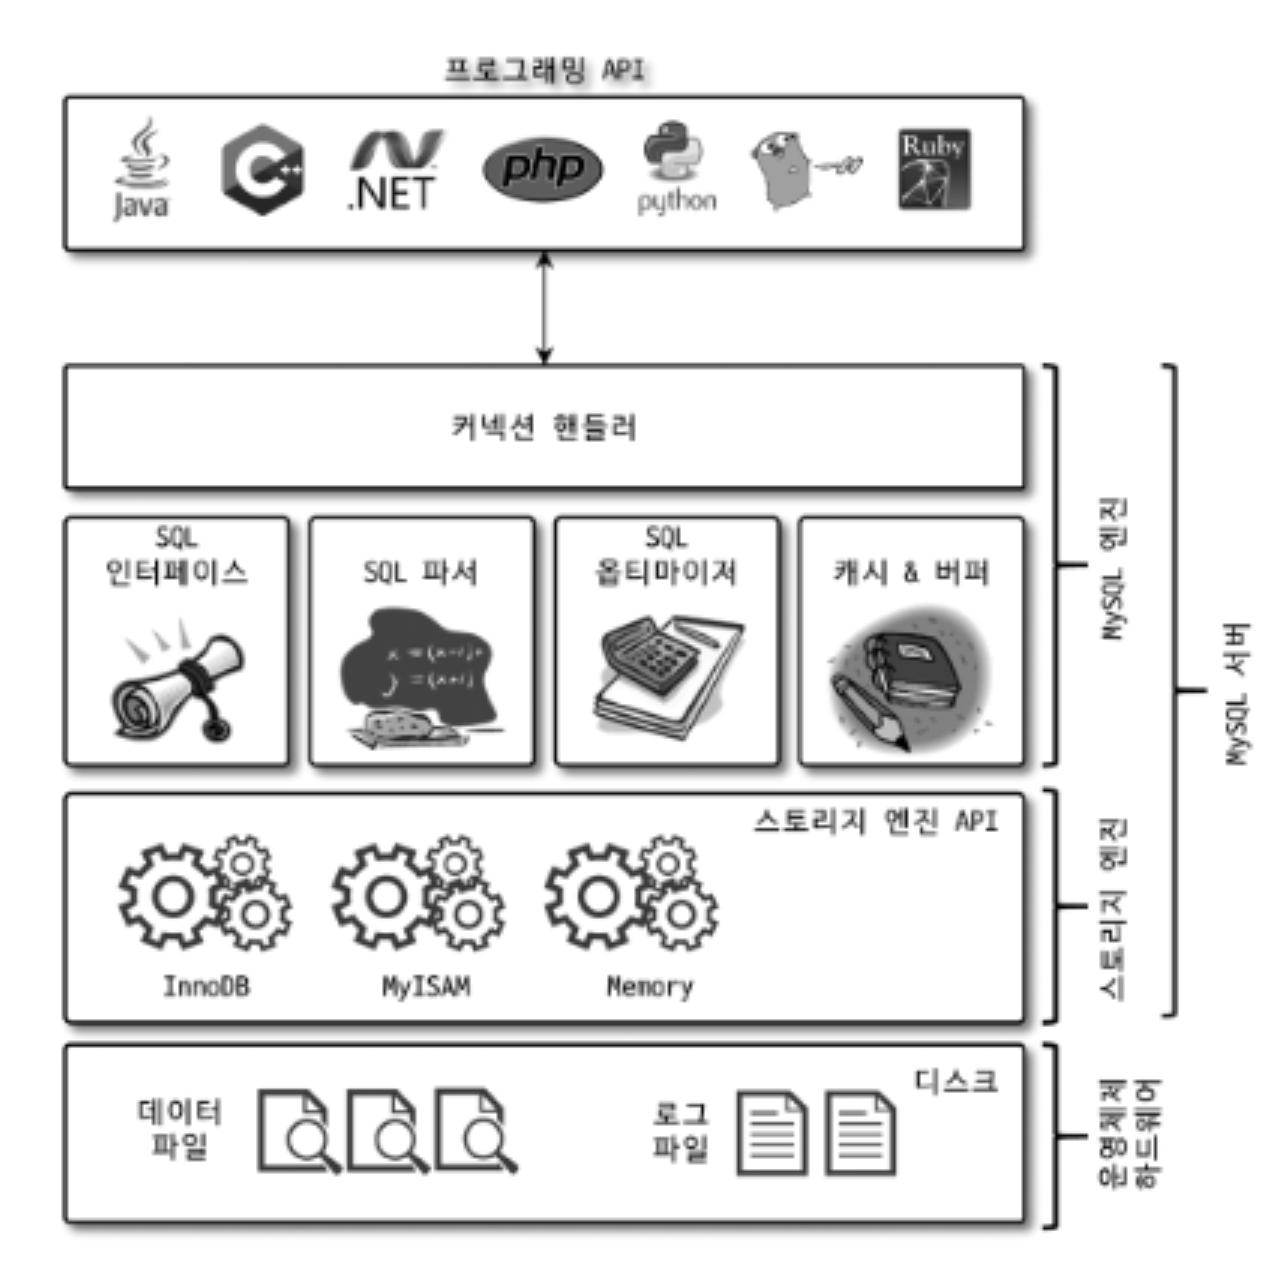 프로그래밍 API
Java
C++
.NET
php
python
GO
Ruby
커넥션 핸들러
SQL
인터페이스
SQL 파서
SQL
옵티마이저
캐시 & 버퍼
MySQL 엔진
MySQL 서버
스토리지 엔진 API
InnoDB
MyISAM
Memory
스토리지 엔진
디스크
데이터
파일
로그
파일
운영체제
하드웨어